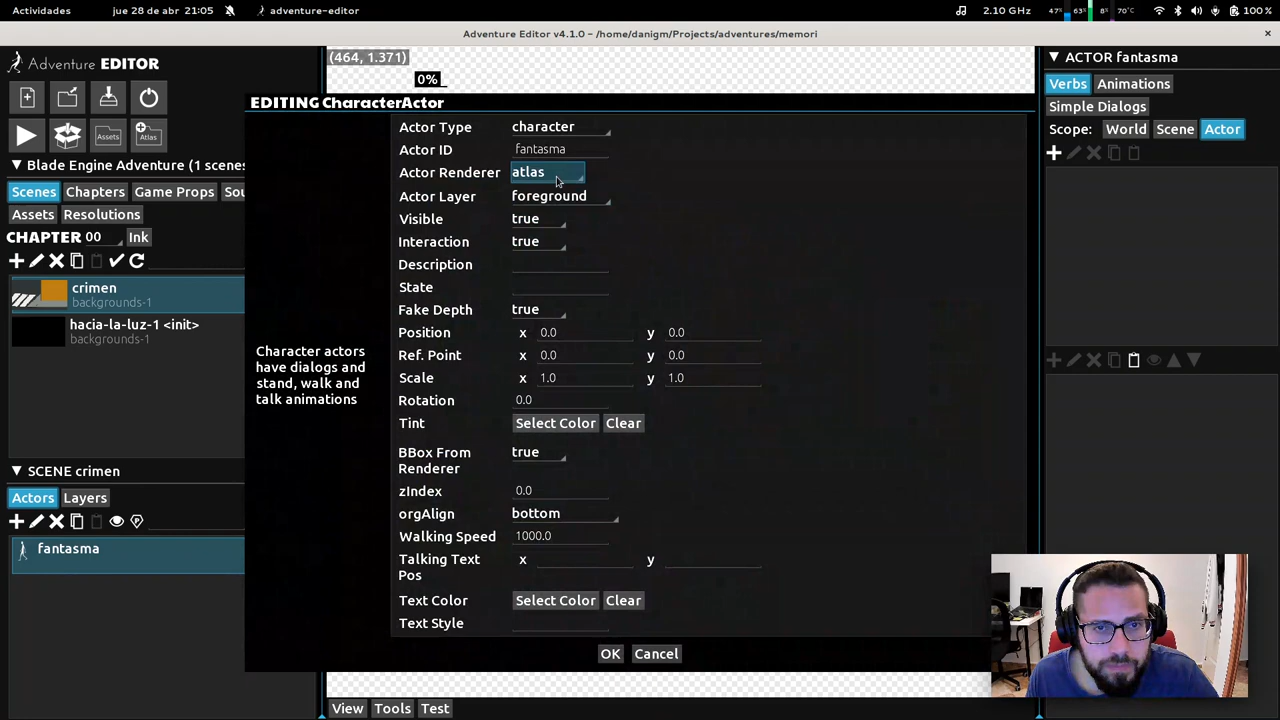 Actividades jue 28 de abr 21:05 adventure-editor 47% 63% 8% 70°C 2.10 GHz 100 %
Adventure Editor v4.1.0 - /home/danigm/Projects/adventures/memori ×
Adventure EDITOR
Assets Atlas
Blade Engine Adventure (1 scenes
Scenes Chapters Game Props Sou
Assets Resolutions
CHAPTER 00 Ink
crimen
backgrounds-1
hacia-la-luz-1 <init>
backgrounds-1
SCENE crimen
Actors Layers
fantasma
(464, 1.371)
0%
EDITING CharacterActor
Character actors
have dialogs and
stand, walk and
talk animations
Actor Type character
Actor ID fantasma
Actor Renderer atlas
Actor Layer foreground
Visible true
Interaction true
Description
State
Fake Depth true
Position x 0.0 y 0.0
Ref. Point x 0.0 y 0.0
Scale x 1.0 y 1.0
Rotation 0.0
Tint Select Color Clear
BBox From
Renderer true
zIndex 0.0
orgAlign bottom
Walking Speed 1000.0
Talking Text
Pos x y
Text Color Select Color Clear
Text Style
OK Cancel
View Tools Test
ACTOR fantasma
Verbs Animations
Simple Dialogs
Scope: World Scene Actor